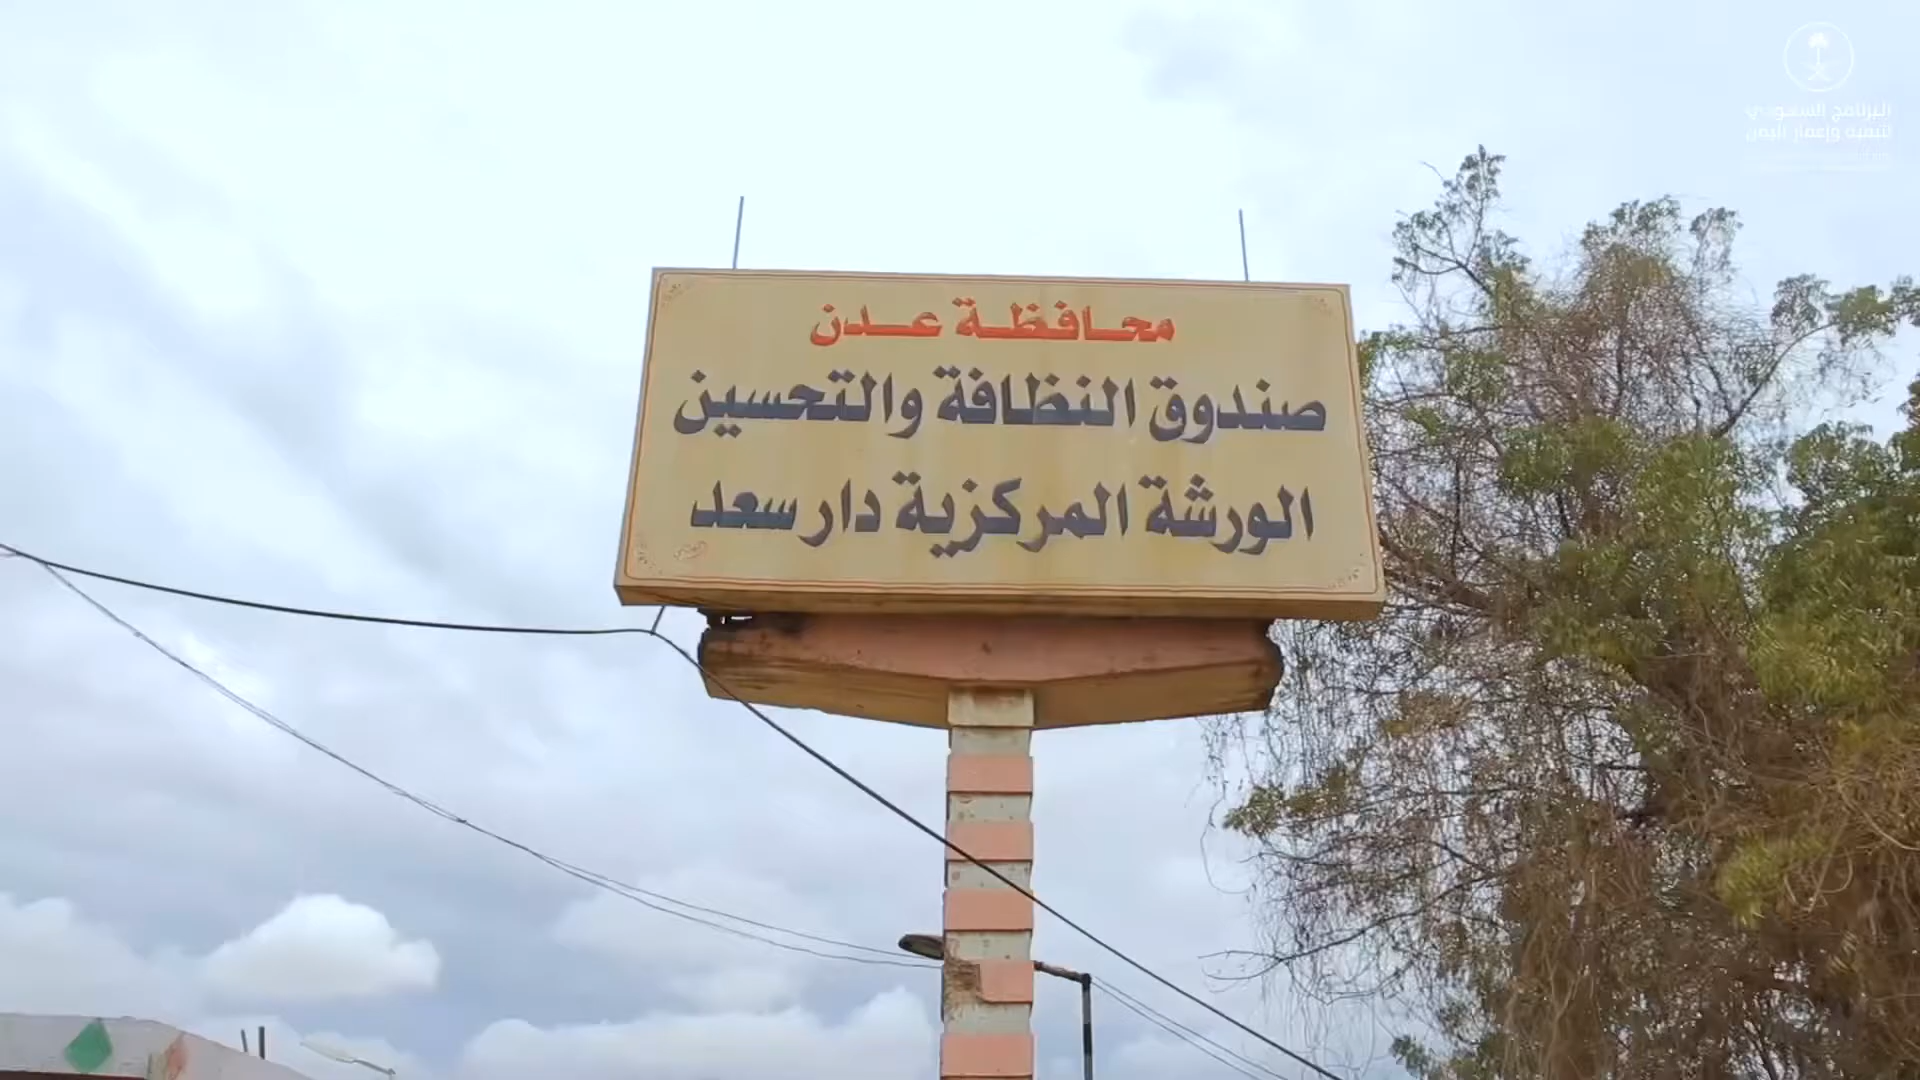 محافظة عدن
صندوق النظافة والتحسين
الورشة المركزية دار سعد
البرنامج السعودي
لتنمية وإعمار اليمن